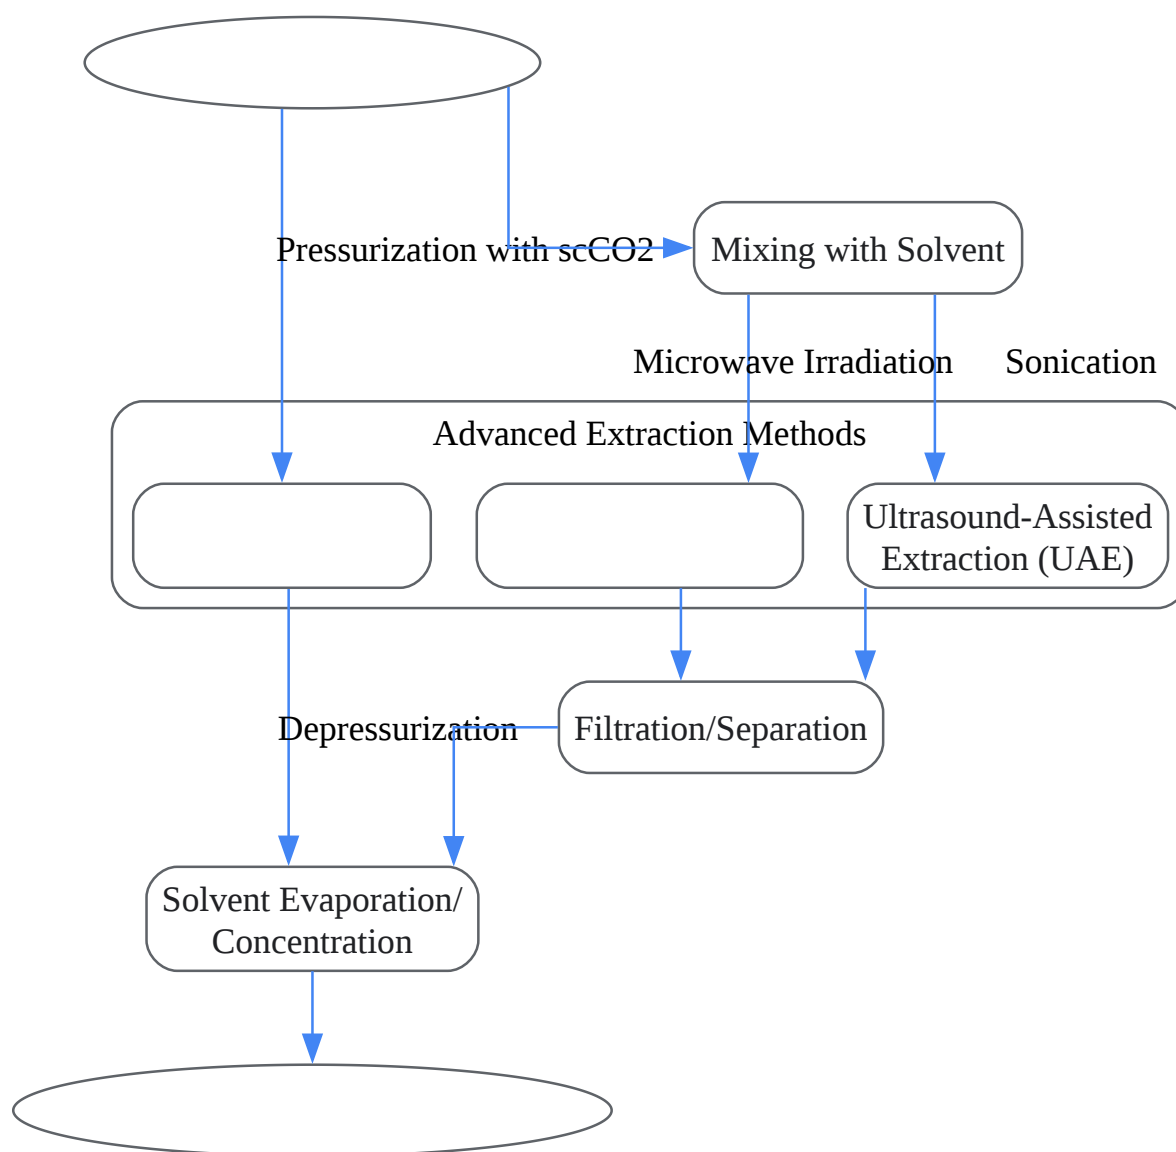 Pressurization with scCO2
Mixing with Solvent
Microwave Irradiation
Sonication
Advanced Extraction Methods
Ultrasound-Assisted
Extraction (UAE)
Depressurization
Filtration/Separation
Solvent Evaporation/
Concentration